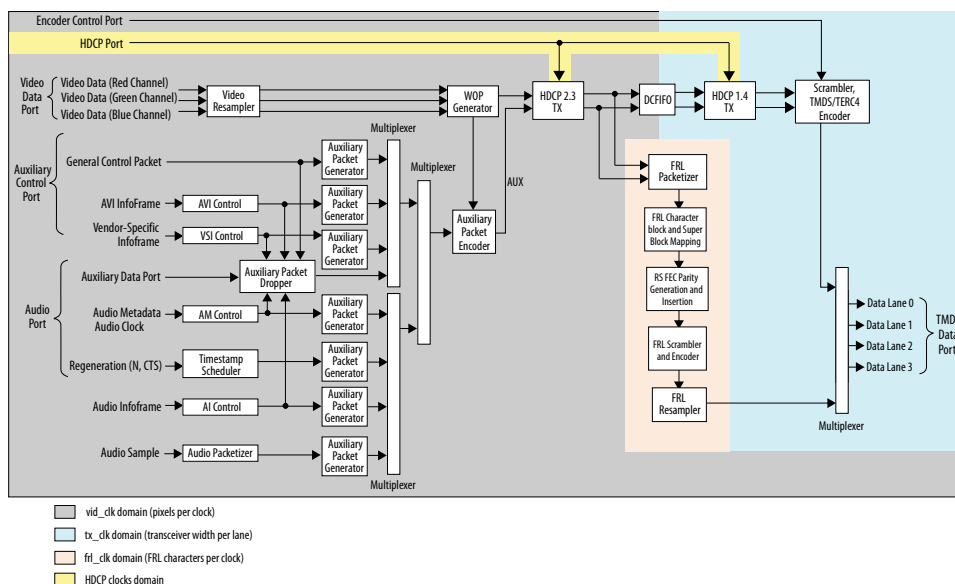 Encoder Control Port
HDCP Port
Video
Data
Port
Video Data (Red Channel)
Video Data (Green Channel)
Video Data (Blue Channel)
Video
Resampler
WOP
Generator
HDCP 2.3
TX
DCFIFO
HDCP 1.4
TX
Scrambler,
TMDS/TERC4
Encoder
Multiplexer
Multiplexer
AUX
Auxiliary
Control
Port
General Control Packet
Auxiliary
Packet
Generator
AVI InfoFrame
AVI Control
Auxiliary
Packet
Generator
Vendor-Specific
Infoframe
VSI Control
Auxiliary
Packet
Generator
Auxiliary
Packet
Encoder
Auxiliary Data Port
Auxiliary Packet
Dropper
Audio
Port
Audio Metadata
Audio Clock
AM Control
Auxiliary
Packet
Generator
Regeneration (N, CTS)
Timestamp
Scheduler
Auxiliary
Packet
Generator
Audio Infoframe
AI Control
Auxiliary
Packet
Generator
Audio Sample
Audio Packetizer
Auxiliary
Packet
Generator
Multiplexer
FRL
Packetizer
FRL Character
block and Super
Block Mapping
RS FEC Parity
Generation and
Insertion
FRL Scrambler
and Encoder
FRL
Resampler
Multiplexer
Data Lane 0
Data Lane 1
Data Lane 2
Data Lane 3
TMD
Data
Port
vid_clk domain (pixels per clock)
tx_clk domain (transceiver width per lane)
frl_clk domain (FRL characters per clock)
HDCP clocks domain